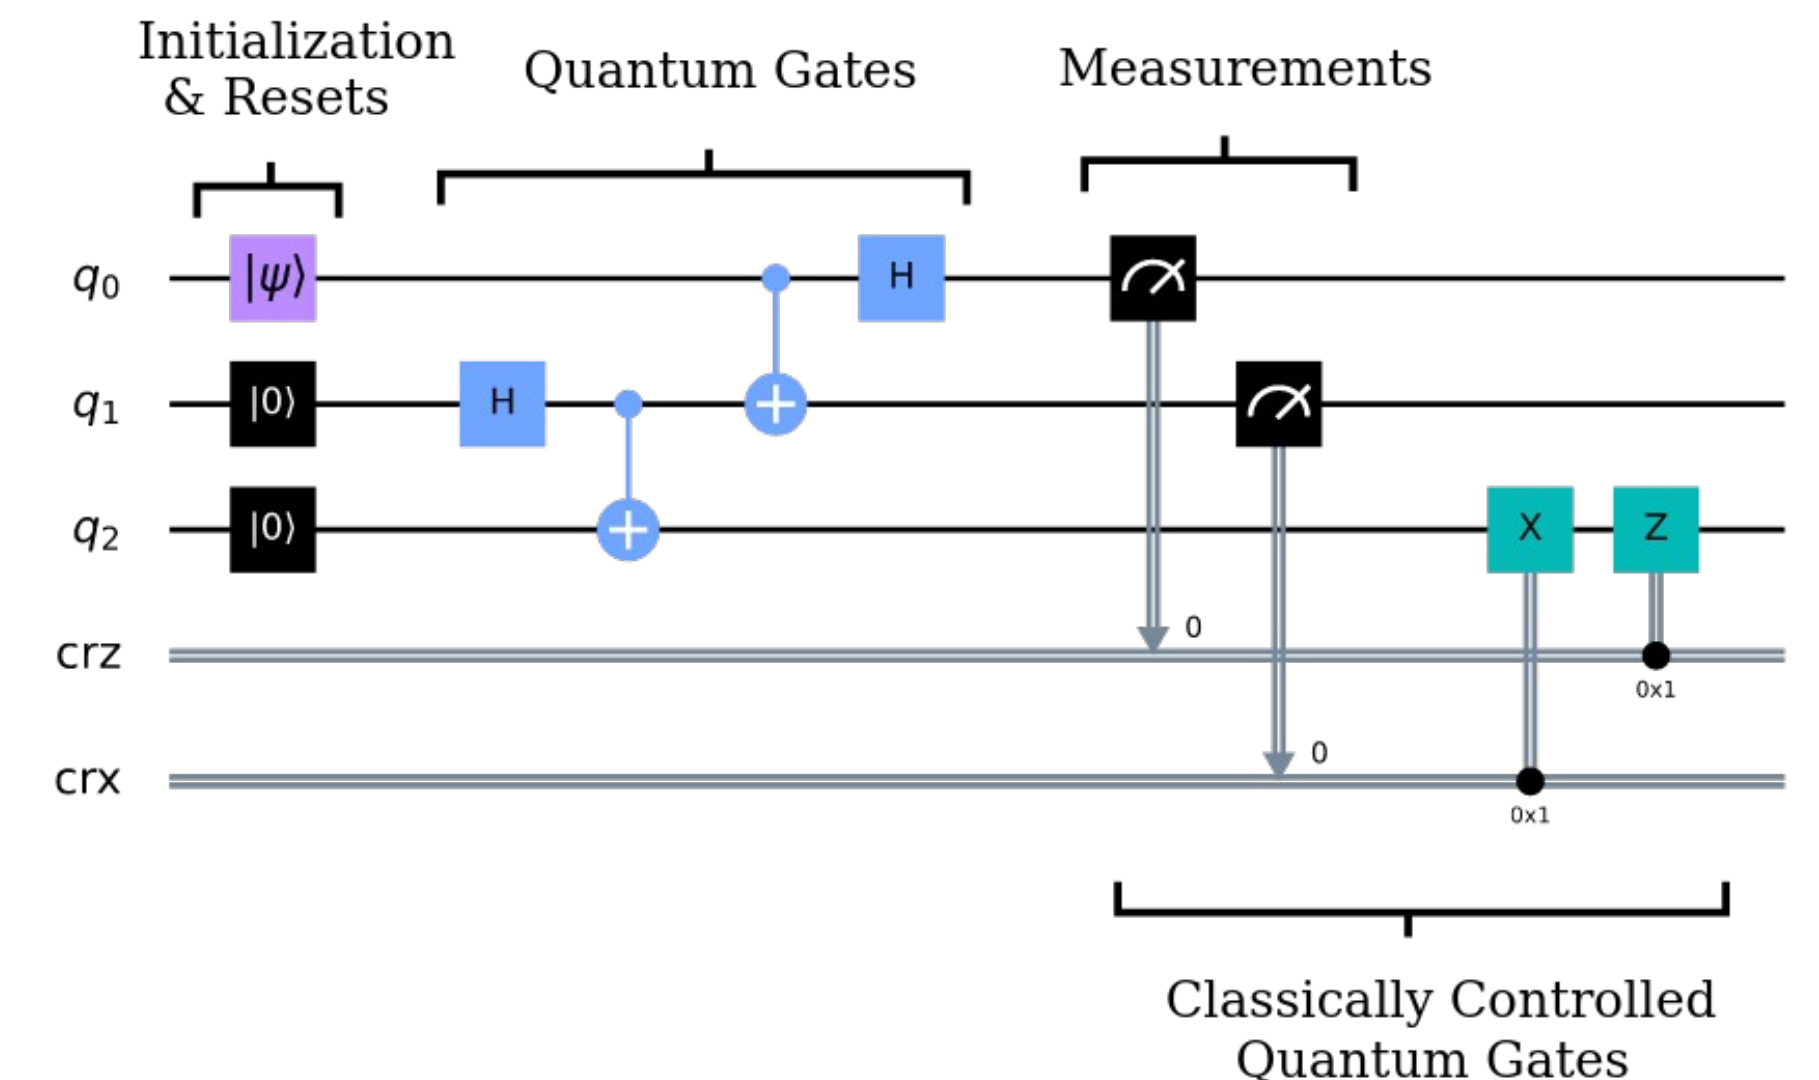 Initialization
& Resets
Quantum Gates
Measurements
q0 |ψ⟩ H
q1 |0⟩ H
q2 |0⟩ X Z
crz 0
0x1
crx 0
0x1
Classically Controlled
Quantum Gates